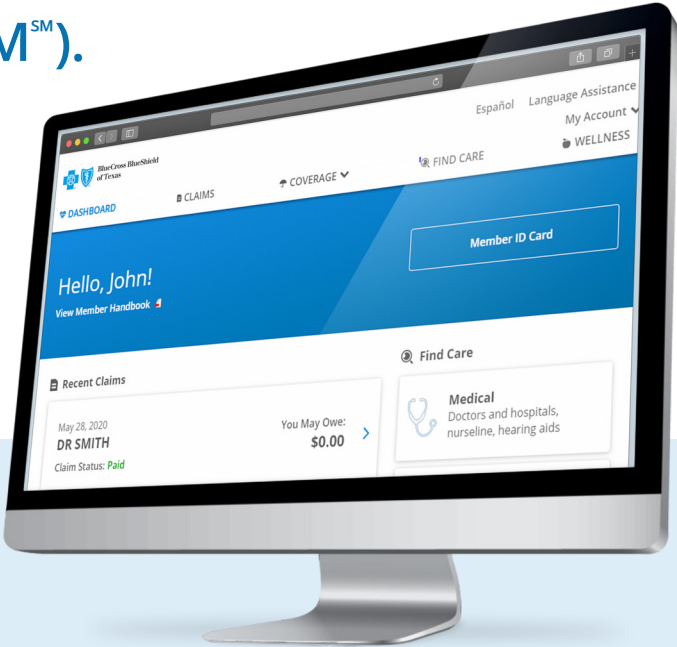 M℠).
Español Language Assistance
My Account
BlueCross BlueShield
of Texas
DASHBOARD
CLAIMS
COVERAGE
FIND CARE
WELLNESS
Hello, John!
View Member Handbook
Member ID Card
Recent Claims
May 28, 2020
DR SMITH
Claim Status: Paid
You May Owe:
$0.00
Find Care
Medical
Doctors and hospitals,
nurseline, hearing aids